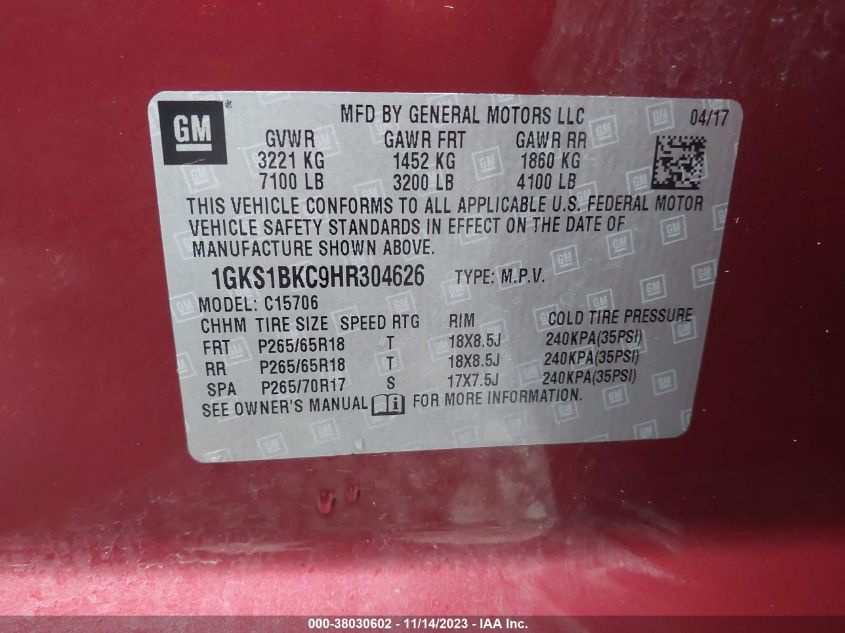 GM ® MFD BY GENERAL MOTORS LLC 04/17
GVWR GAWR FRT GAWR RR
3221 KG 1452 KG 1860 KG
7100 LB 3200 LB 4100 LB
THIS VEHICLE CONFORMS TO ALL APPLICABLE U.S. FEDERAL MOTOR
VEHICLE SAFETY STANDARDS IN EFFECT ON THE DATE OF
MANUFACTURE SHOWN ABOVE.
1GKS1BKC9HR304626 TYPE: M.P.V.
MODEL: C15706
CHHM TIRE SIZE SPEED RTG RIM COLD TIRE PRESSURE
FRT P265/65R18 T 18X8.5J 240KPA(35PSI)
RR P265/65R18 T 18X8.5J 240KPA(35PSI)
SPA P265/70R17 S 17X7.5J 240KPA(35PSI)
SEE OWNER'S MANUAL FOR MORE INFORMATION.
000-38030602 - 11/14/2023 - IAA Inc.